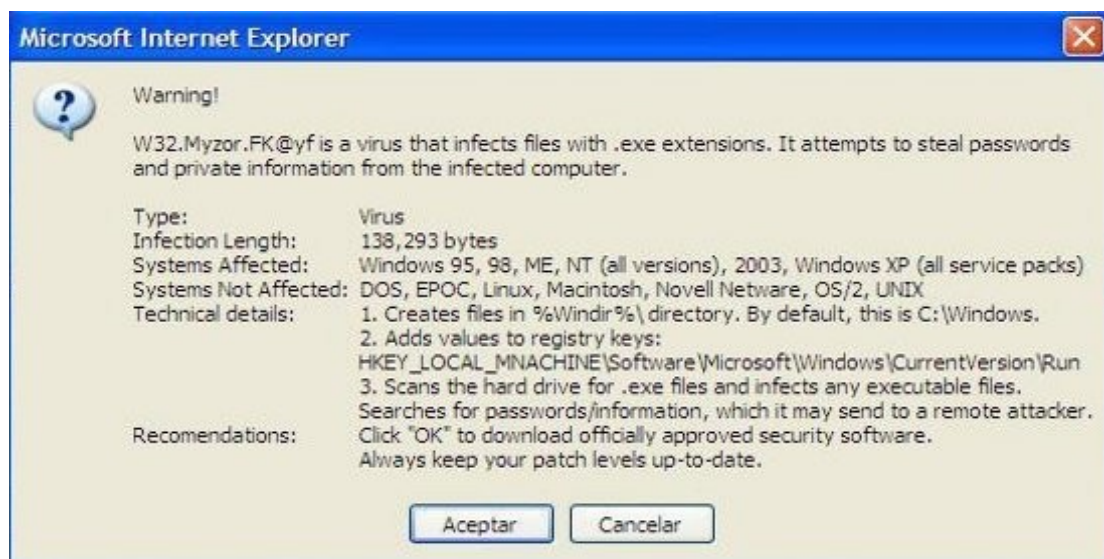 Microsoft Internet Explorer
Warning!
W32.Myzor.FK@yf is a virus that infects files with .exe extensions. It attempts to steal passwords
and private information from the infected computer.
Type: Virus
Infection Length: 138,293 bytes
Systems Affected: Windows 95, 98, ME, NT (all versions), 2003, Windows XP (all service packs)
Systems Not Affected: DOS, EPOC, Linux, Macintosh, Novell Netware, OS/2, UNIX
Technical details: 1. Creates files in %Windir%\ directory. By default, this is C:\Windows.
2. Adds values to registry keys:
HKEY_LOCAL_MNACHINE\Software\Microsoft\Windows\CurrentVersion\Run
3. Scans the hard drive for .exe files and infects any executable files.
Searches for passwords/information, which it may send to a remote attacker.
Recomendations: Click "OK" to download officially approved security software.
Always keep your patch levels up-to-date.
Aceptar Cancelar